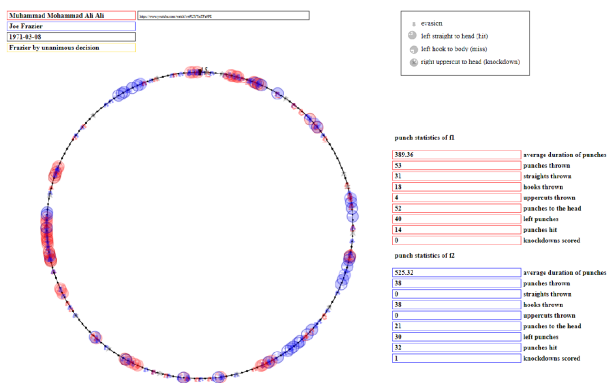 Muhammad Mohammad Ali Ali
Joe Frazier
1971-03-08
Frazier by unanimous decision
evasion
left straight to head (hit)
left hook to body (miss)
right uppercut to head (knockdown)
punch statistics of f1
389.36 average duration of punches
53 punches thrown
31 straights thrown
18 hooks thrown
4 uppercuts thrown
52 punches to the head
40 left punches
14 punches hit
0 knockdowns scored
punch statistics of f2
525.32 average duration of punches
38 punches thrown
0 straights thrown
38 hooks thrown
0 uppercuts thrown
21 punches to the head
30 left punches
32 punches hit
1 knockdowns scored